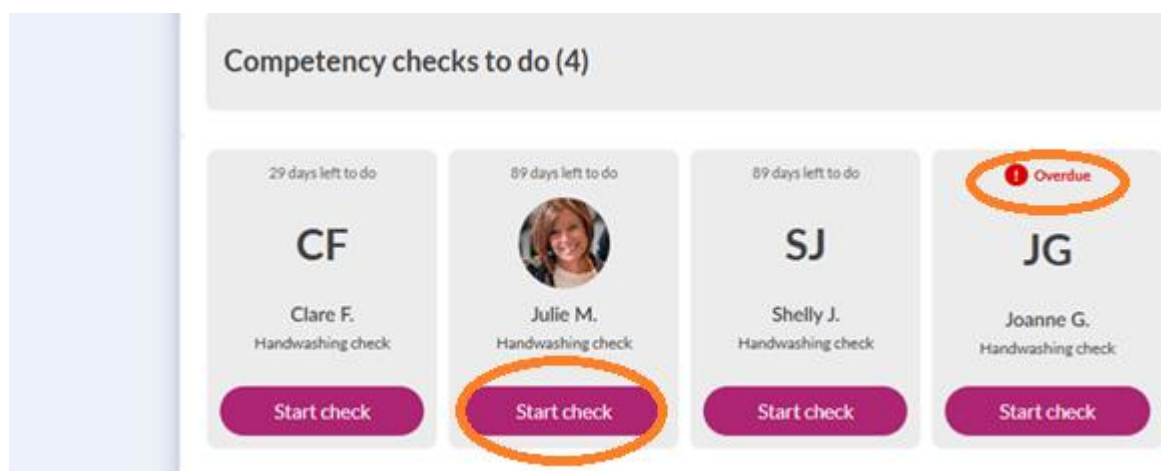 Competency checks to do (4)
29 days left to do
CF
Clare F.
Handwashing check
Start check
89 days left to do
Julie M.
Handwashing check
Start check
89 days left to do
SJ
Shelly J.
Handwashing check
Start check
! Overdue
JG
Joanne G.
Handwashing check
Start check